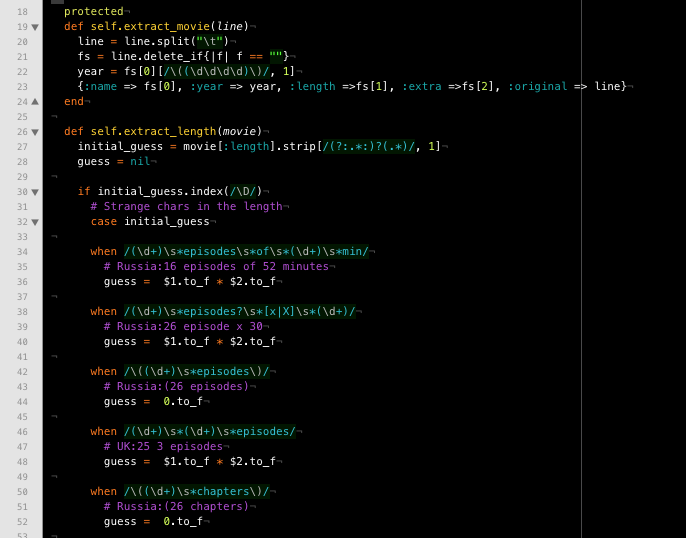 18 protected¬
19 def self.extract_movie(line)¬
20 line = line.split("\t")¬
21 fs = line.delete_if{|f| f == ""}
22 year = fs[0][/\((\d\d\d\d)\)/, 1]
23 {:name => fs[0], :year => year, :length =>fs[1], :extra =>fs[2], :original => line}¬
24 end¬
25 ¬
26 def self.extract_length(movie)¬
27 initial_guess = movie[:length].strip[/(?:.*:)?(.*)/, 1]¬
28 guess = nil¬
29 ¬
30 if initial_guess.index(/\D/)¬
31 # Strange chars in the length¬
32 case initial_guess¬
33 ¬
34 when /(\d+)\s*episodes\s*of\s*(\d+)\s*min/¬
35 # Russia:16 episodes of 52 minutes¬
36 guess = $1.to_f * $2.to_f¬
37 ¬
38 when /(\d+)\s*episodes?\s*[x|X]\s*(\d+)/¬
39 # Russia:26 episode x 30¬
40 guess = $1.to_f * $2.to_f¬
41 ¬
42 when /\((\d+)\s*episodes\)/¬
43 # Russia:(26 episodes)¬
44 guess = 0.to_f¬
45 ¬
46 when /(\d+)\s*(\d+)\s*episodes/¬
47 # UK:25 3 episodes¬
48 guess = $1.to_f * $2.to_f¬
49 ¬
50 when /\((\d+)\s*chapters\)/¬
51 # Russia:(26 chapters)¬
52 guess = 0.to_f¬
53 ¬